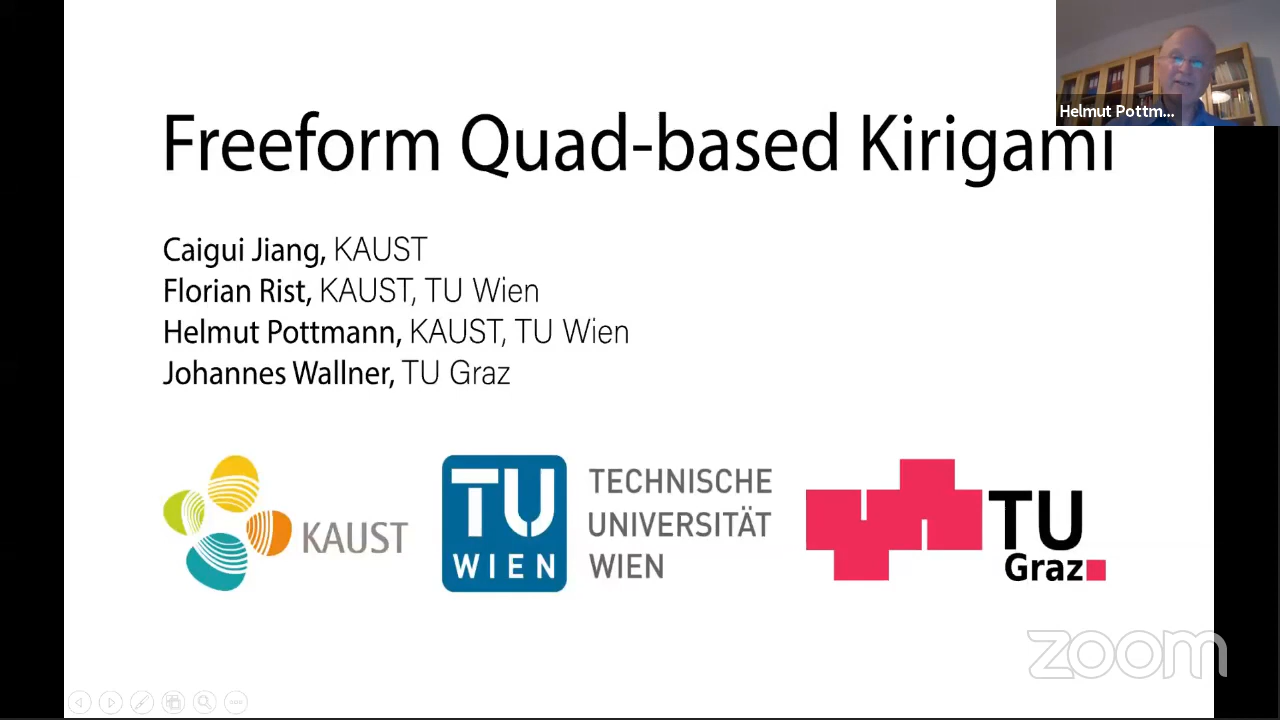 Freeform Quad-based Kirigami
Helmut Pottm...
Caigui Jiang, KAUST
Florian Rist, KAUST, TU Wien
Helmut Pottmann, KAUST, TU Wien
Johannes Wallner, TU Graz
KAUST
TU
WIEN
TECHNISCHE
UNIVERSITÄT
WIEN
TU
Graz
zoom